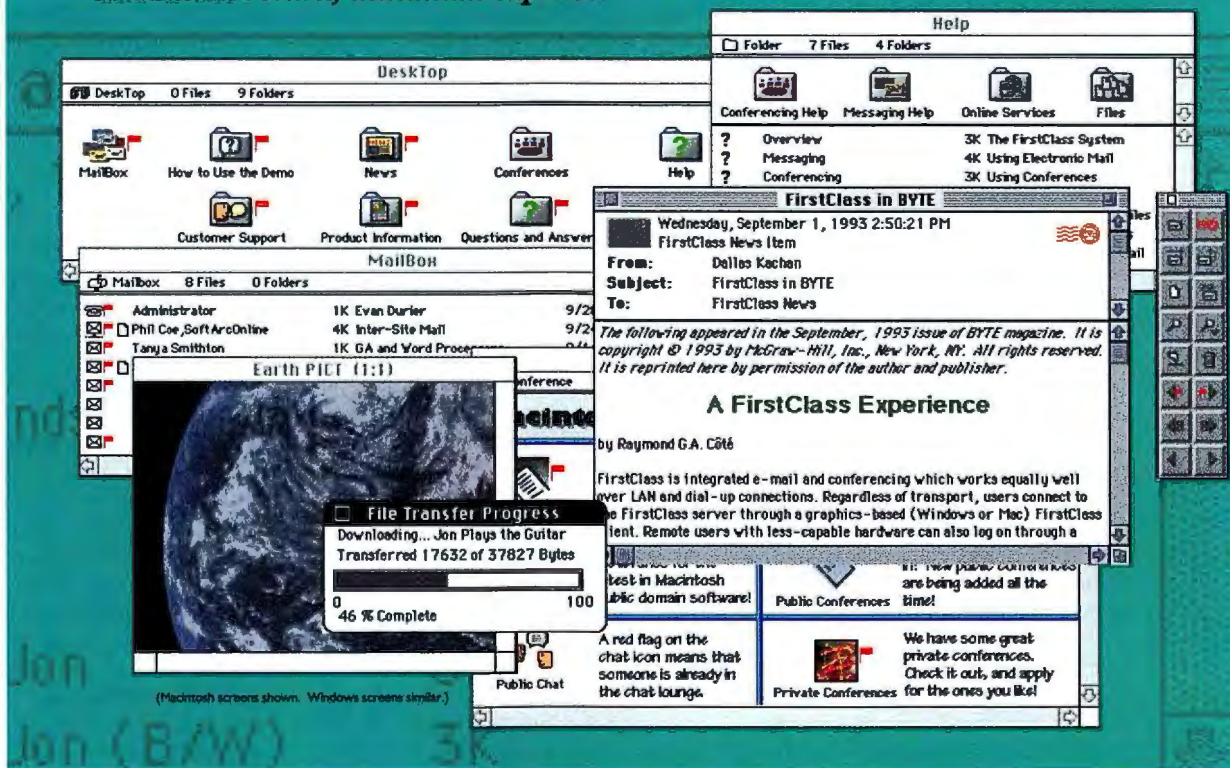 Help
Folder 7 Files 4 Folders
Conferencing Help Messaging Help Online Services Files
? Overview 3K The FirstClass System
? Messaging 4K Using Electronic Mail
? Conferencing 3K Using Conferences
DeskTop
DeskTop 0 Files 9 Folders
MailBox How to Use the Demo News Conferences Help
Customer Support Product Information Questions and Answer
MailBox
Mailbox 8 Files 0 Folders
Administrator 1K Evan Durler 9/2
Phil Coe,SoftArcOnline 4K Inter-Site Mail 9/2
Tanya Smithton 1K GA and Word
FirstClass in BYTE
Wednesday, September 1, 1993 2:50:21 PM
FirstClass News Item
From: Dallas Kachan
Subject: FirstClass in BYTE
To: FirstClass News
The following appeared in the September, 1993 issue of BYTE magazine. It is
copyright © 1993 by McGraw-Hill, Inc., New York, NY. All rights reserved.
It is reprinted here by permission of the author and publisher.
A FirstClass Experience
by Raymond G.A. Côté
FirstClass is integrated e-mail and conferencing which works equally well
over LAN and dial-up connections. Regardless of transport, users connect to
FirstClass server through a graphics-based (Windows or Mac) FirstClass
Remote users with less-capable hardware can also log on through a
Earth PICT (1:1)
File Transfer Progress
Downloading... Jon Plays the Guitar
Transferred 17632 of 37827 Bytes
0 100
46 % Complete
in Macintosh
domain software!
Public Conferences
are being added all the
time!
Public Chat
A red flag on the
chat icon means that
someone is already in
the chat lounge.
Private Conferences
We have some great
private conferences.
Check it out, and apply
for the ones you like!
(Macintosh screens shown. Windows screens similar.)
Jon
Jon (B/W) 3K